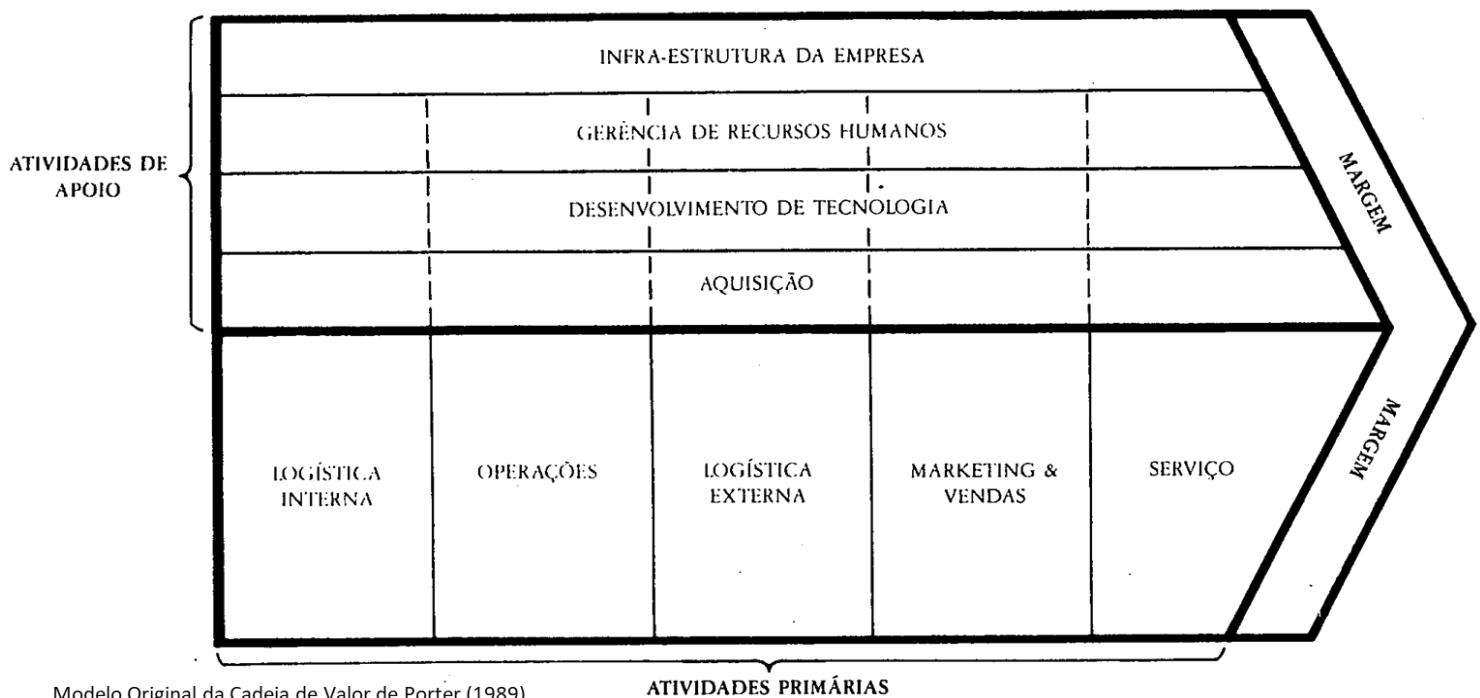 INFRA-ESTRUTURA DA EMPRESA
GERÊNCIA DE RECURSOS HUMANOS
ATIVIDADES DE
APOIO
DESENVOLVIMENTO DE TECNOLOGIA
AQUISIÇÃO
MARGEM
LOGÍSTICA
INTERNA
OPERAÇÕES
LOGÍSTICA
EXTERNA
MARKETING &
VENDAS
SERVIÇO
MARGEM
ATIVIDADES PRIMÁRIAS
Modelo Original da Cadeia de Valor de Porter (1989)